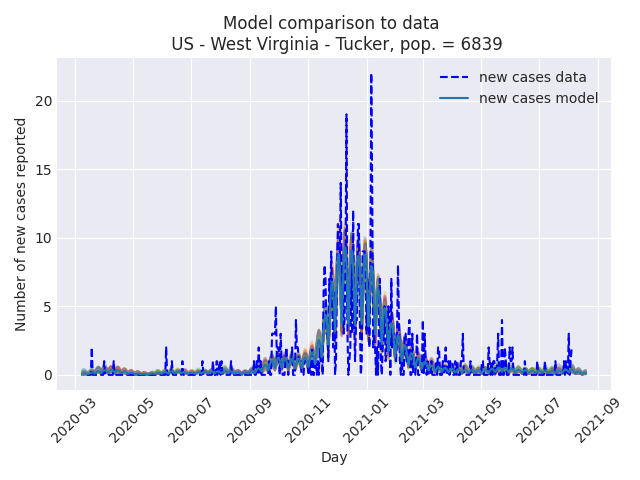 Model comparison to data
US - West Virginia - Tucker, pop. = 6839
new cases data
new cases model
Number of new cases reported
20
15
10
5
0
2020-03
2020-05
2020-07
2020-09
2020-11
2021-01
2021-03
2021-05
2021-07
2021-09
Day